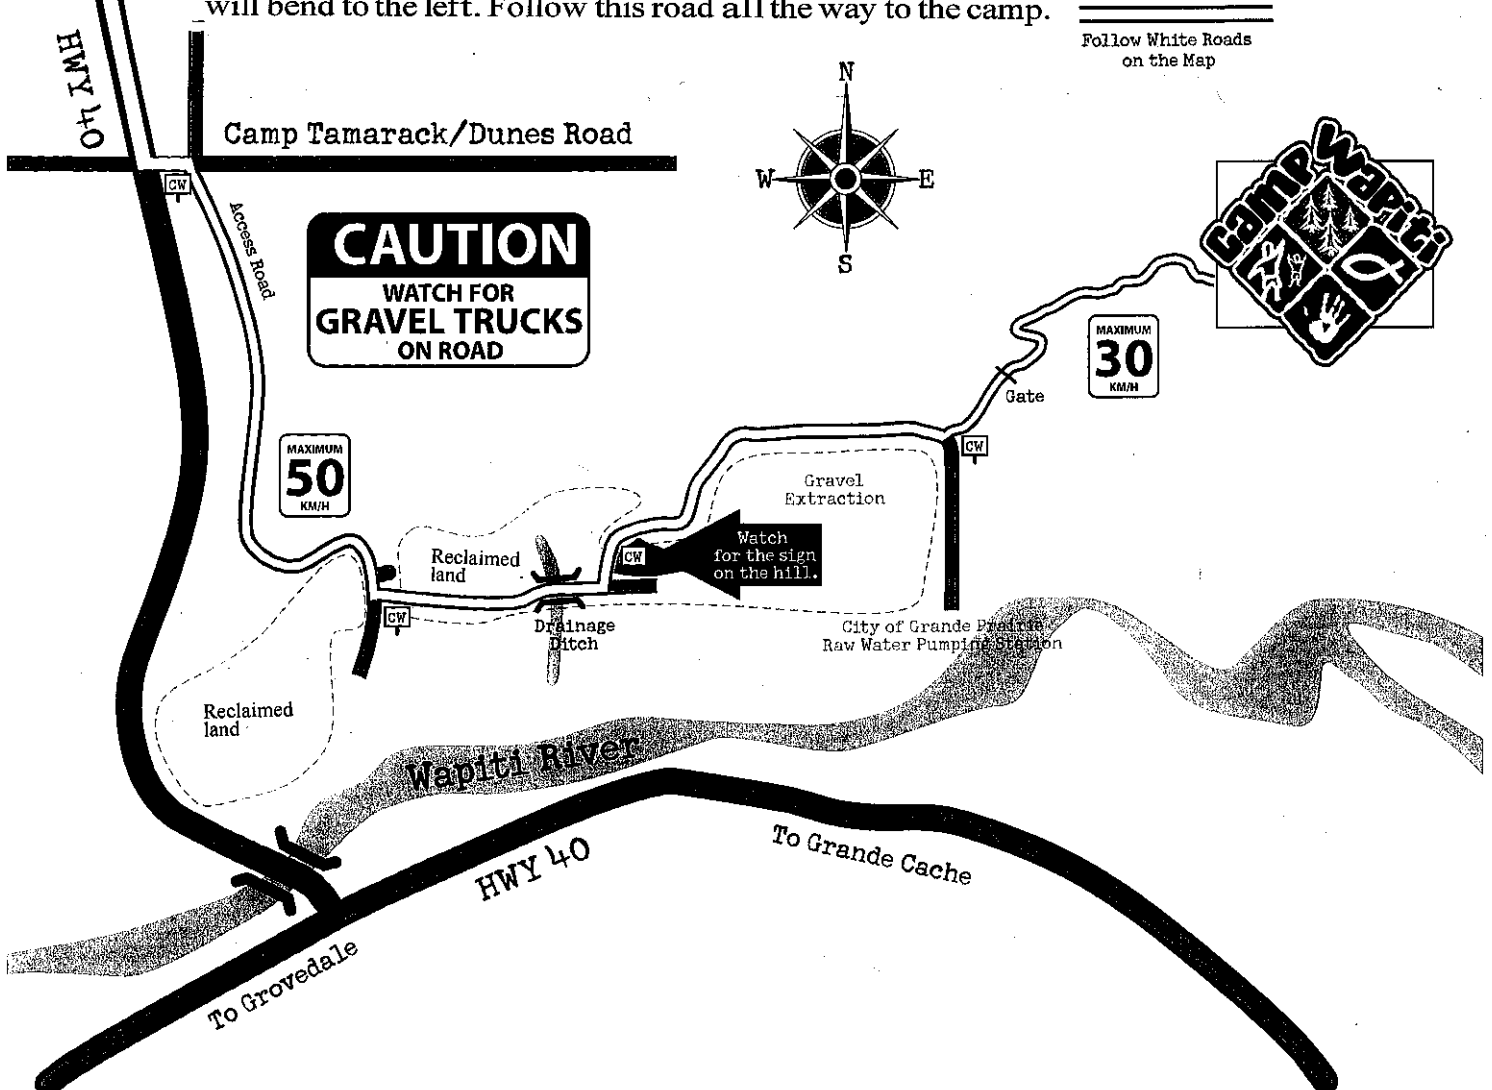 will bend to the left. Follow this road all the way to the camp.
Follow White Roads
on the Map
HWY 40
Camp Tamarack/Dunes Road
N
W
E
S
CW
Access Road
CAUTION
WATCH FOR
GRAVEL TRUCKS
ON ROAD
Camp Wapiti
MAXIMUM
30
KM/H
Gate
MAXIMUM
50
KM/H
CW
Gravel
Extraction
Reclaimed
land
CW
Watch
for the sign
on the hill.
CW
Drainage
Ditch
City of Grande Prairie
Raw Water Pumping Station
Reclaimed
land
Wapiti River
HWY 40
To Grande Cache
To Grovedale